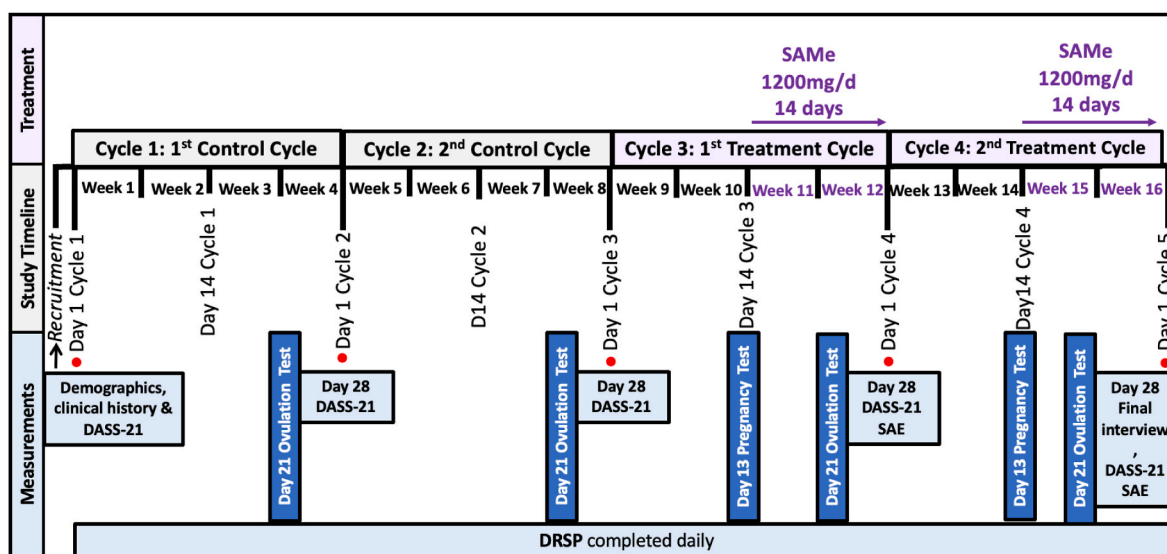 Treatment
SAMe
1200mg/d
14 days
SAMe
1200mg/d
14 days
Cycle 1: 1st Control Cycle
Cycle 2: 2nd Control Cycle
Cycle 3: 1st Treatment Cycle
Cycle 4: 2nd Treatment Cycle
Study Timeline
Week 1
Week 2
Week 3
Week 4
Week 5
Week 6
Week 7
Week 8
Week 9
Week 10
Week 11
Week 12
Week 13
Week 14
Week 15
Week 16
Recruitment
Day 1 Cycle 1
Day 14 Cycle 1
Day 1 Cycle 2
D14 Cycle 2
Day 1 Cycle 3
Day 14 Cycle 3
Day 1 Cycle 4
Day14 Cycle 4
Day 1 Cycle 5
Measurements
Demographics,
clinical history &
DASS-21
Day 21 Ovulation Test
Day 28
DASS-21
Day 21 Ovulation Test
Day 28
DASS-21
Day 13 Pregnancy Test
Day 21 Ovulation Test
Day 28
DASS-21
SAE
Day 13 Pregnancy Test
Day 21 Ovulation Test
Day 28
Final
interview
,
DASS-21
SAE
DRSP completed daily